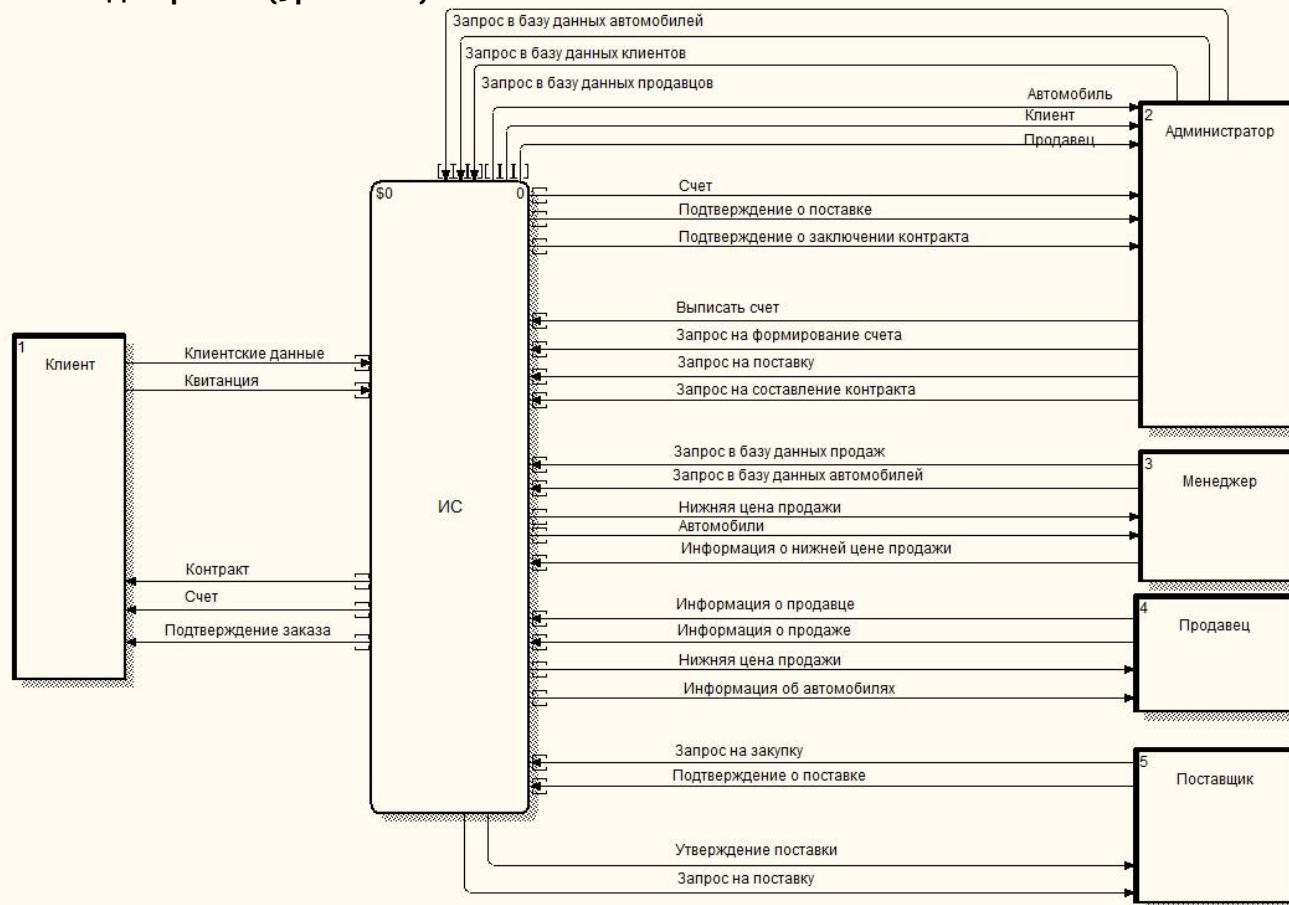 Запрос в базу данных автомобилей
Запрос в базу данных клиентов
Запрос в базу данных продавцов
Автомобиль
Клиент
Продавец
2
Администратор
$0
0
Счет
Подтверждение о поставке
Подтверждение о заключении контракта
Выписать счет
Запрос на формирование счета
Запрос на поставку
Запрос на составление контракта
1
Клиент
Клиентские данные
Квитанция
ИС
Запрос в базу данных продаж
Запрос в базу данных автомобилей
Нижняя цена продажи
Автомобили
Информация о нижней цене продажи
3
Менеджер
Контракт
Счет
Подтверждение заказа
Информация о продавце
Информация о продаже
Нижняя цена продажи
Информация об автомобилях
4
Продавец
Запрос на закупку
Подтверждение о поставке
5
Поставщик
Утверждение поставки
Запрос на поставку